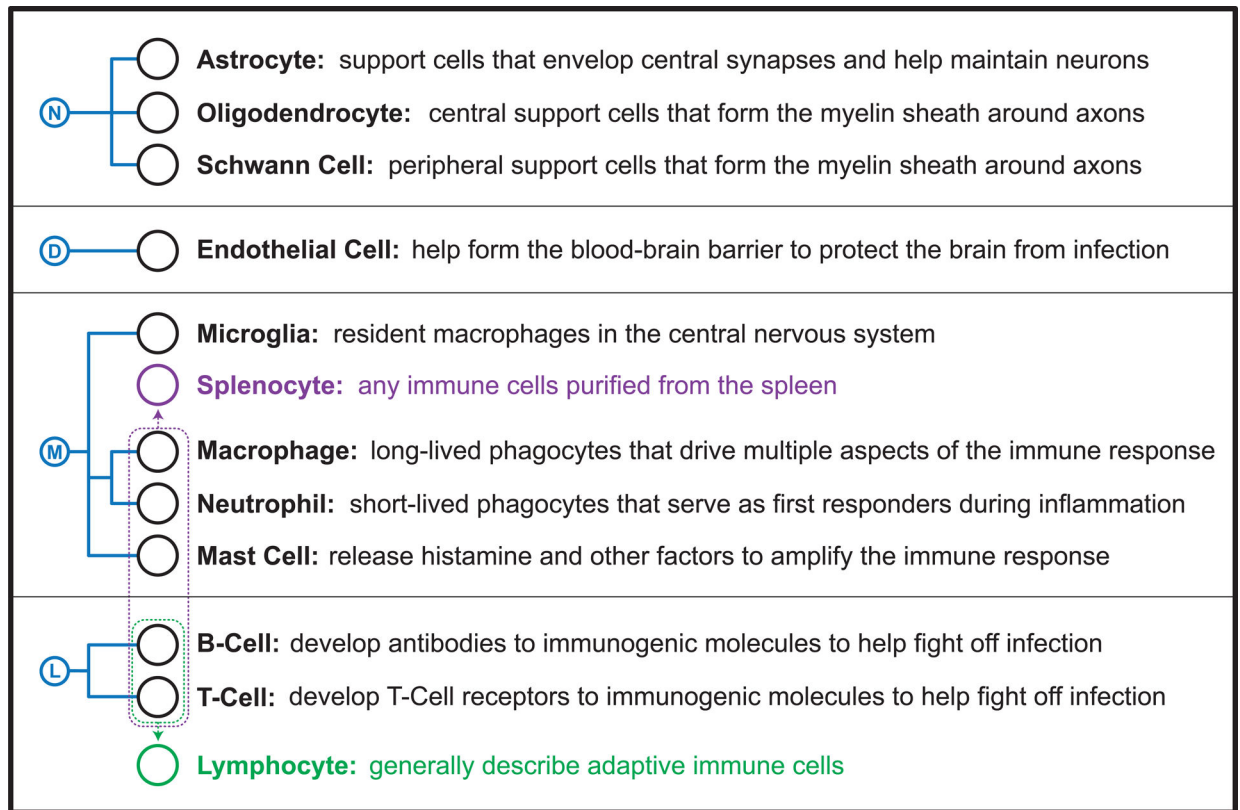 Astrocyte: support cells that envelop central synapses and help maintain neurons
N
Oligodendrocyte: central support cells that form the myelin sheath around axons
Schwann Cell: peripheral support cells that form the myelin sheath around axons
D
Endothelial Cell: help form the blood-brain barrier to protect the brain from infection
Microglia: resident macrophages in the central nervous system
Splenocyte: any immune cells purified from the spleen
M
Macrophage: long-lived phagocytes that drive multiple aspects of the immune response
Neutrophil: short-lived phagocytes that serve as first responders during inflammation
Mast Cell: release histamine and other factors to amplify the immune response
B-Cell: develop antibodies to immunogenic molecules to help fight off infection
L
T-Cell: develop T-Cell receptors to immunogenic molecules to help fight off infection
Lymphocyte: generally describe adaptive immune cells